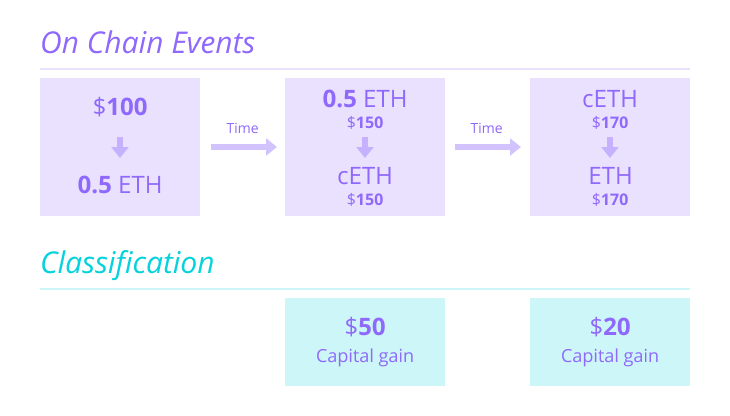 On Chain Events
$100
0.5 ETH
Time
0.5 ETH
$150
cETH
$150
Time
cETH
$170
ETH
$170
Classification
$50
Capital gain
$20
Capital gain